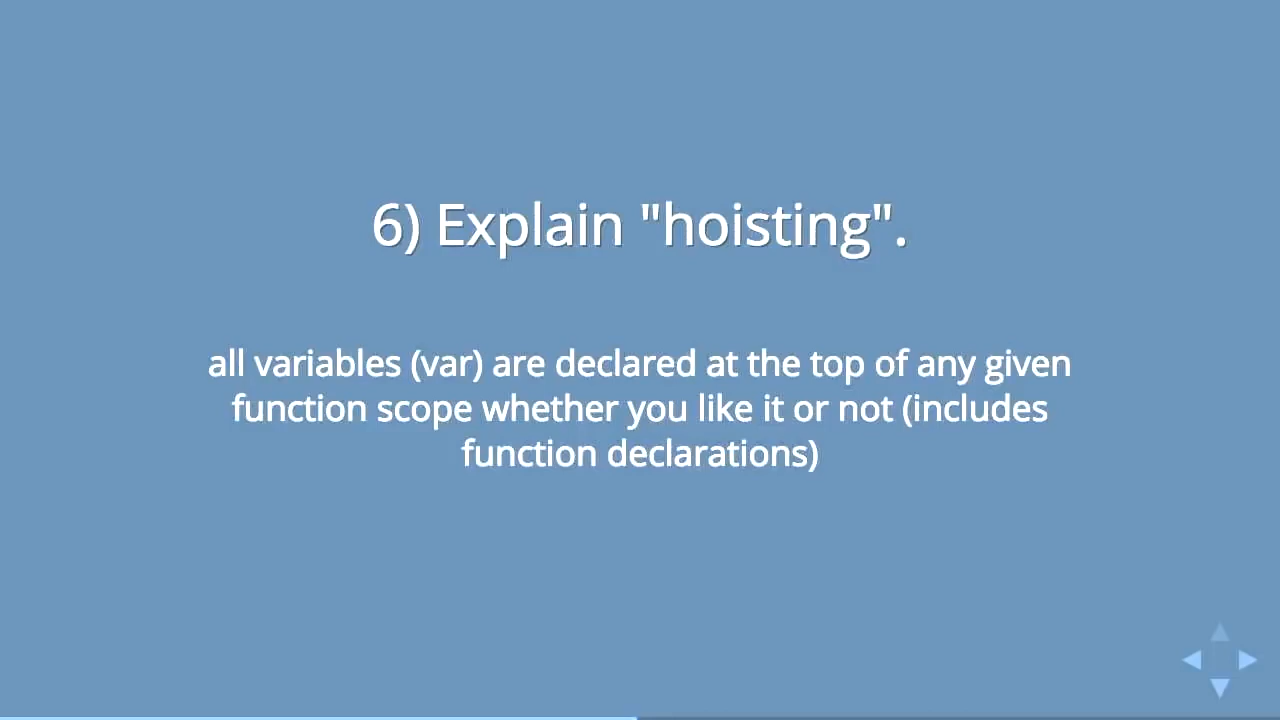 6) Explain "hoisting".
all variables (var) are declared at the top of any given
function scope whether you like it or not (includes
function declarations)